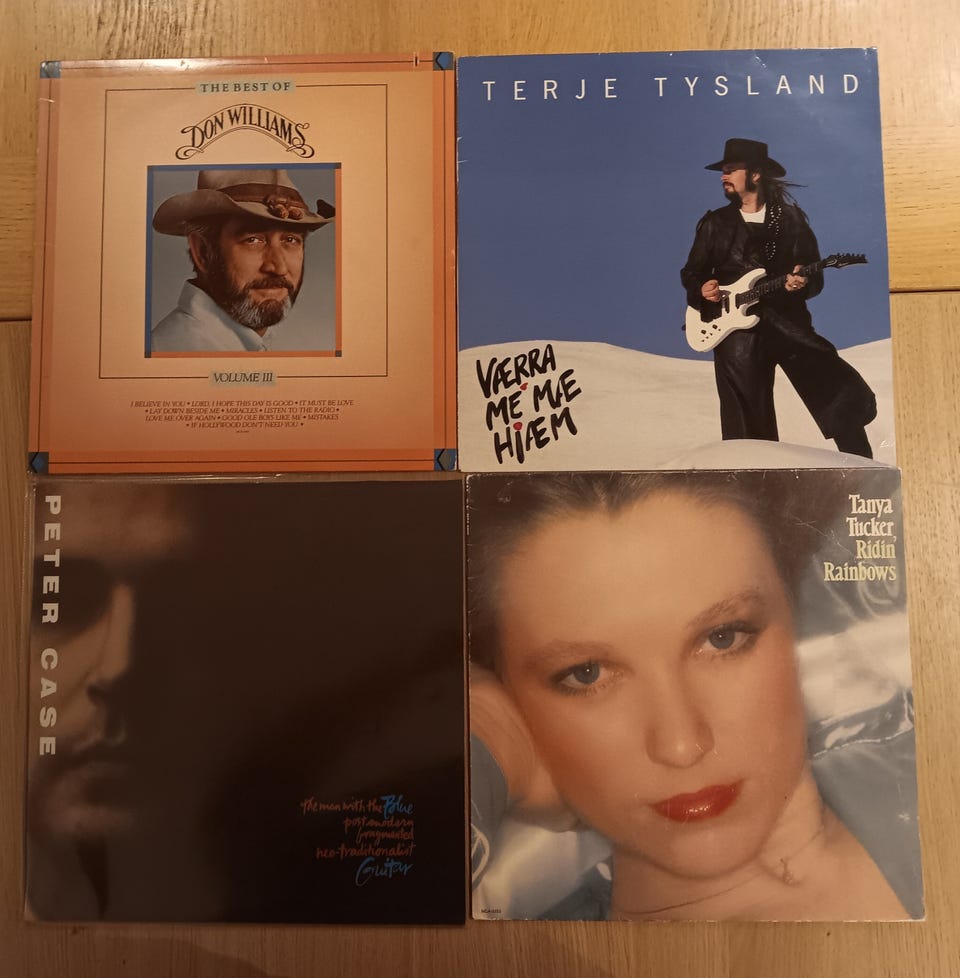 THE BEST OF
DON WILLIAMS
VOLUME III
I BELIEVE IN YOU • LORD, I HOPE THIS DAY IS GOOD • IT MUST BE LOVE
• LAY DOWN BESIDE ME • MIRACLES • LISTEN TO THE RADIO •
LOVE ME OVER AGAIN • GOOD OLE BOYS LIKE ME • MISTAKES
• IF HOLLYWOOD DON'T NEED YOU •
TERJE TYSLAND
VÆRRA
ME MÆ
HIÆM
PETER CASE
the man with the Blue
post-modern
fragmented
neo-traditionalist
Guitar
Tanya
Tucker,
Ridin
Rainbows